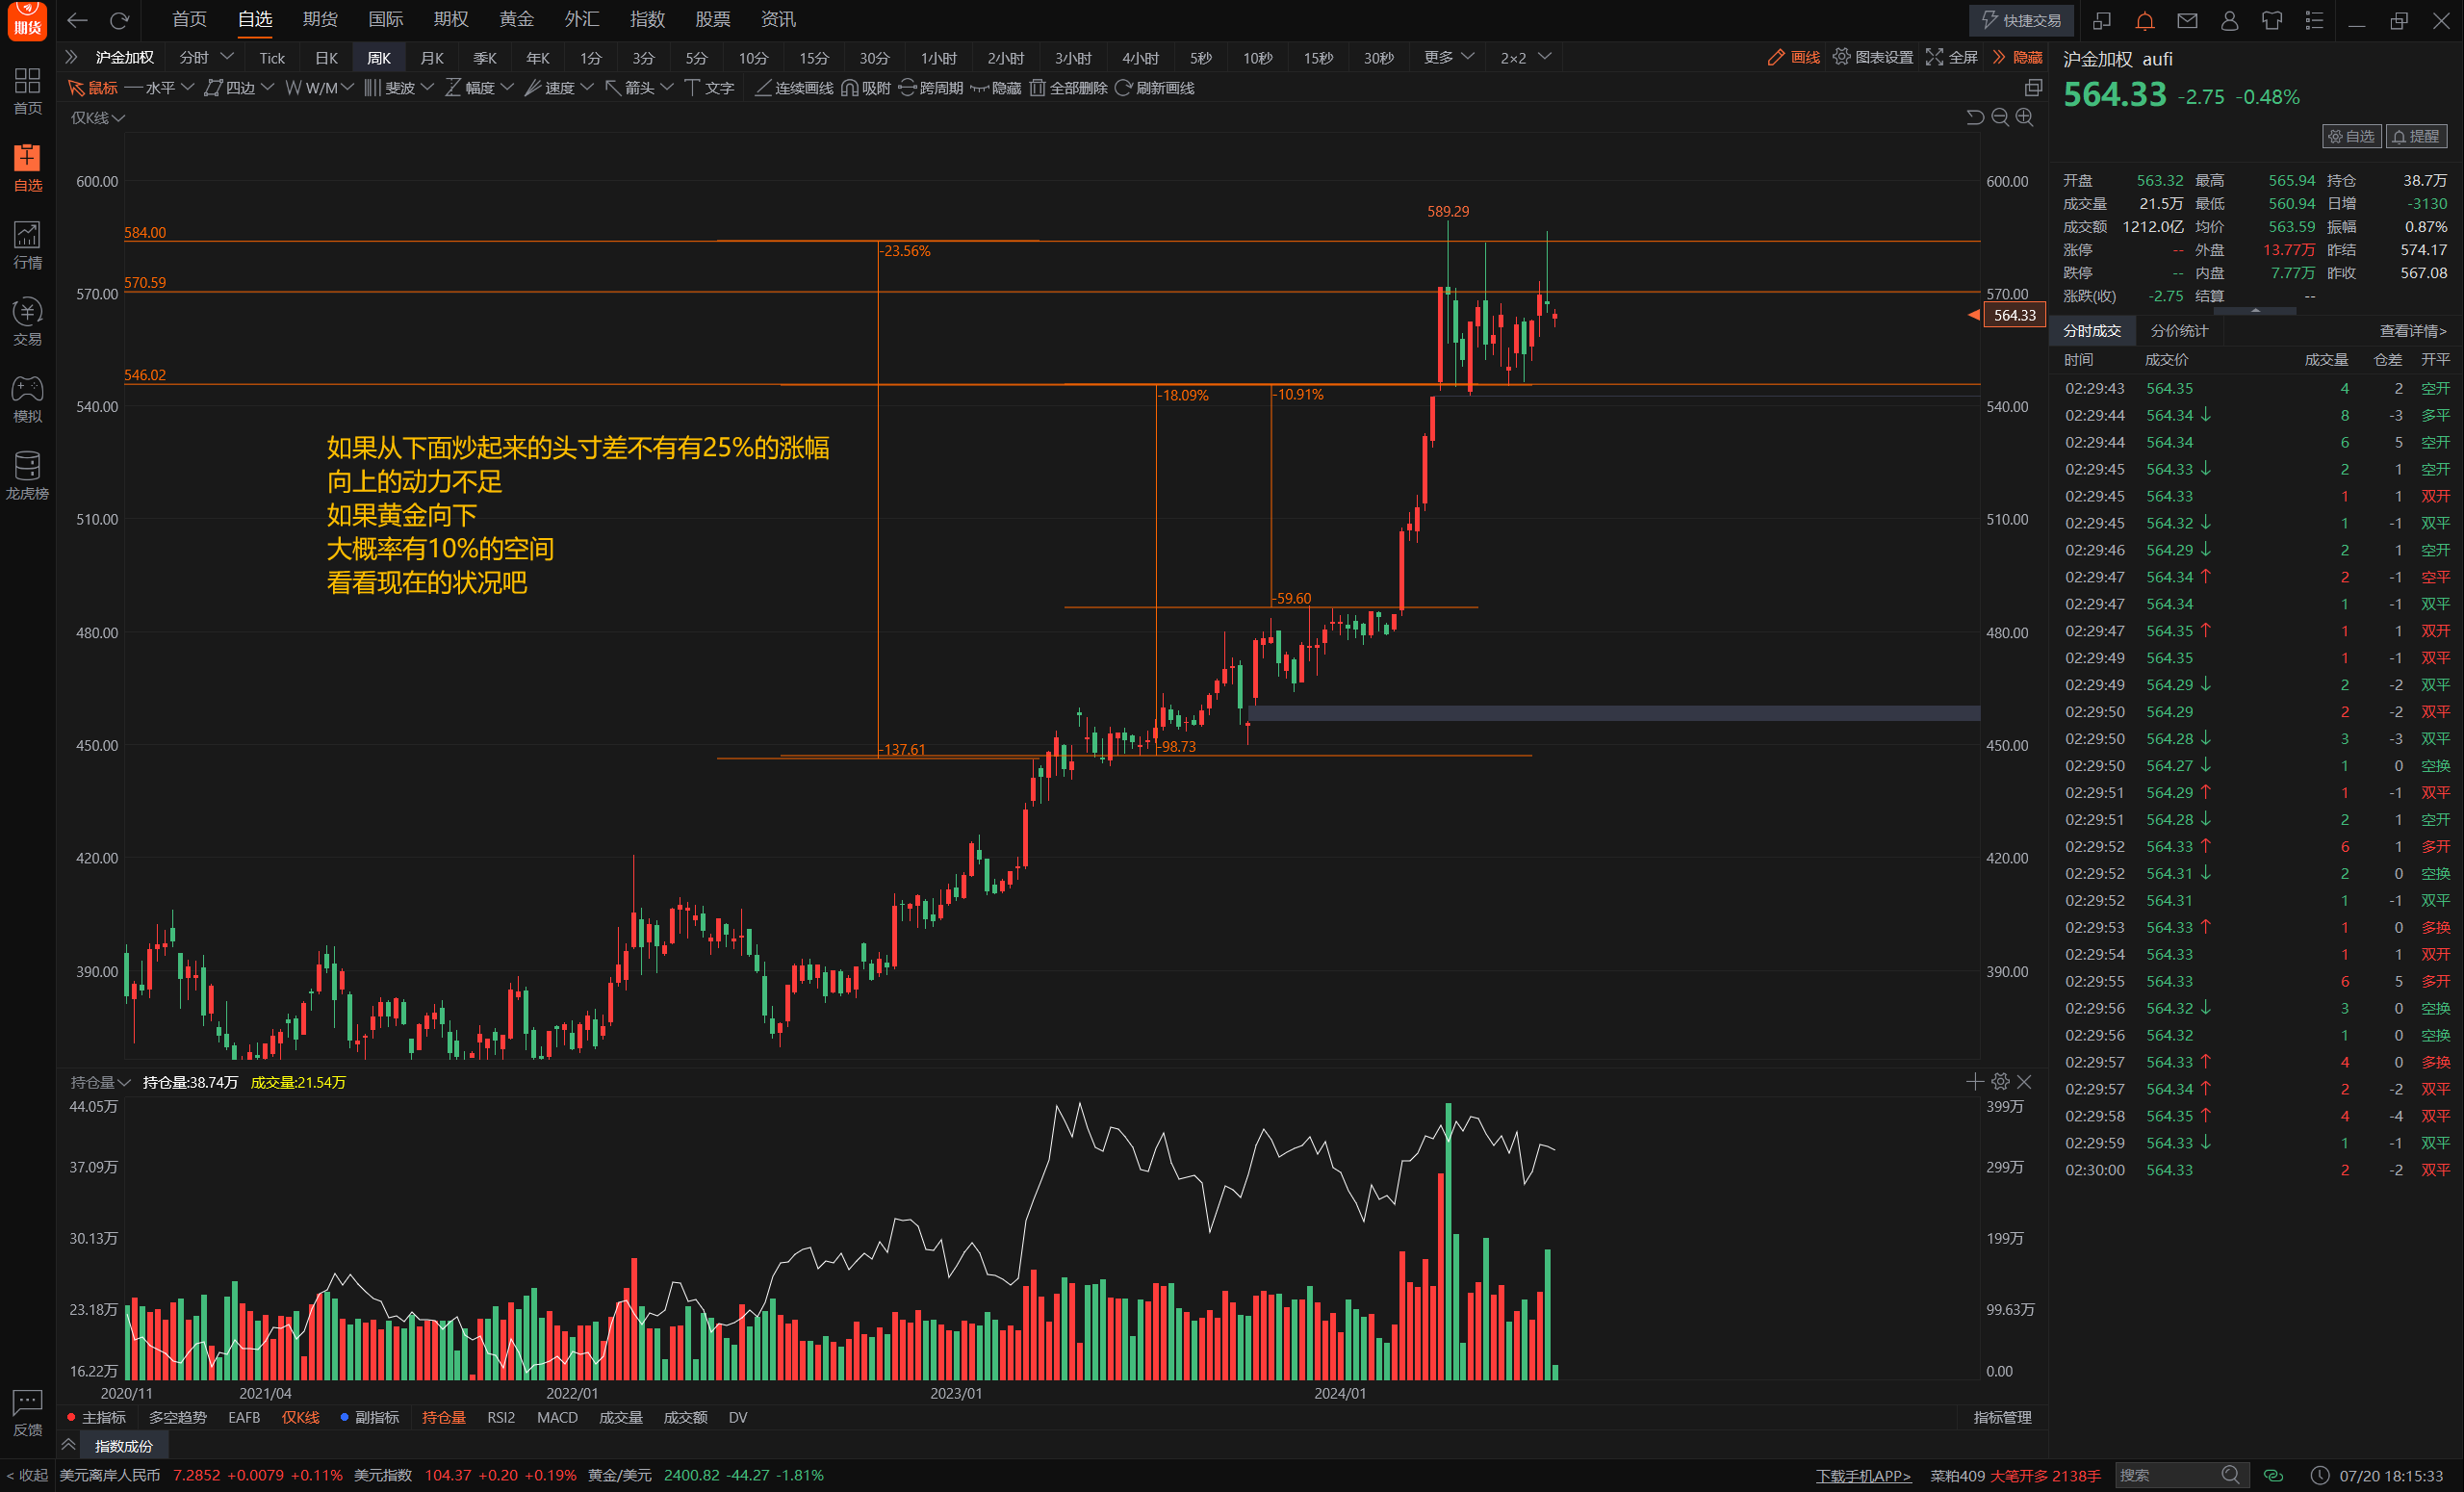 期货
首页 自选 期货 国际 期权 黄金 外汇 指数 股票 资讯
快捷交易
沪金加权 分时 Tick 日K 周K 月K 季K 年K 1分 3分 5分 10分 15分 30分 1小时 2小时 3小时 4小时 5秒 10秒 15秒 30秒 更多 2×2
画线 图表设置 全屏 隐藏
鼠标 水平 四边 W/M 斐波 幅度 速度 箭头 文字 连续画线 吸附 跨周期 隐藏 全部删除 刷新画线
仅K线
首页
自选
行情
交易
模拟
龙虎榜
反馈
< 收起
600.00
570.00
540.00
510.00
480.00
450.00
420.00
390.00
584.00
570.59
546.02
589.29
-23.56%
-18.09%
-10.91%
-59.60
-137.61
-98.73
如果从下面炒起来的头寸差不有有25%的涨幅
向上的动力不足
如果黄金向下
大概率有10%的空间
看看现在的状况吧
600.00
570.00
564.33
540.00
510.00
480.00
450.00
420.00
390.00
持仓量 持仓量:38.74万 成交量:21.54万
44.05万
37.09万
30.13万
23.18万
16.22万
399万
299万
199万
99.63万
0.00
2020/11 2021/04 2022/01 2023/01 2024/01
主指标 多空趋势 EAFB 仅K线 副指标 持仓量 RSI2 MACD 成交量 成交额 DV 指标管理
指数成份
沪金加权 aufi
564.33 -2.75 -0.48%
自选 提醒
开盘 563.32 最高 565.94 持仓 38.7万
成交量 21.5万 最低 560.94 日增 -3130
成交额 1212.0亿 均价 563.59 振幅 0.87%
涨停 -- 外盘 13.77万 昨结 574.17
跌停 -- 内盘 7.77万 昨收 567.08
涨跌(收) -2.75 结算 --
分时成交 分价统计 查看详情>
时间 成交价 成交量 仓差 开平
02:29:43 564.35 4 2 空开
02:29:44 564.34↓ 8 -3 多平
02:29:44 564.34 6 5 空开
02:29:45 564.33↓ 2 1 空开
02:29:45 564.33 1 1 双开
02:29:45 564.32↓ 1 -1 双平
02:29:46 564.29↓ 2 1 空开
02:29:47 564.34↑ 2 -1 空平
02:29:47 564.34 1 -1 双平
02:29:47 564.35↑ 1 1 双开
02:29:49 564.35 1 -1 双平
02:29:49 564.29↓ 2 -2 双平
02:29:50 564.29 2 -2 双平
02:29:50 564.28↓ 3 -3 双平
02:29:50 564.27↓ 1 0 空换
02:29:51 564.29↑ 1 -1 双平
02:29:51 564.28↓ 2 1 空开
02:29:52 564.33↑ 6 1 多开
02:29:52 564.31↓ 2 0 空换
02:29:52 564.31 1 -1 双平
02:29:53 564.33↑ 1 0 多换
02:29:54 564.33 1 1 双开
02:29:55 564.33 6 5 多开
02:29:56 564.32↓ 3 0 空换
02:29:56 564.32 1 0 空换
02:29:57 564.33↑ 4 0 多换
02:29:57 564.34↑ 2 -2 双平
02:29:58 564.35↑ 4 -4 双平
02:29:59 564.33↓ 1 -1 双平
02:30:00 564.33 2 -2 双平
美元离岸人民币 7.2852 +0.0079 +0.11% 美元指数 104.37 +0.20 +0.19% 黄金/美元 2400.82 -44.27 -1.81%
下载手机APP> 菜粕409 大笔开多 2138手 搜索 07/20 18:15:33